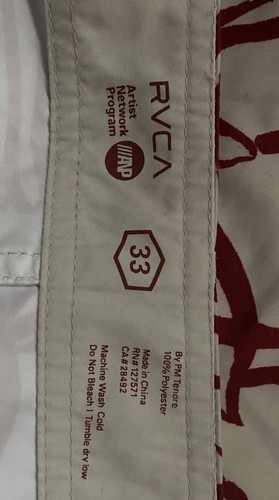 RVCA
Artist
Network
Program
ANP
33
By PM Tenore
100% Polyester
Made in China
RN# 127571
CA# 28492
Machine Wash Cold
Do Not Bleach | Tumble dry low